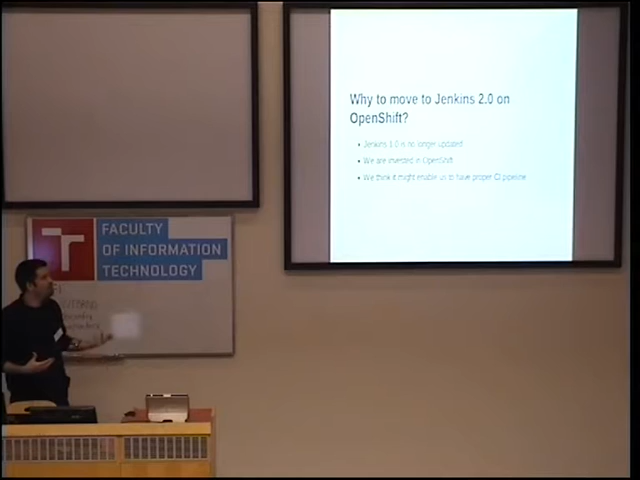 Why to move to Jenkins 2.0 on
OpenShift?
• Jenkins 1.0 is no longer updated
• We are invested in OpenShift
• We think it might enable us to have proper CI pipeline
FACULTY
OF INFORMATION
TECHNOLOGY